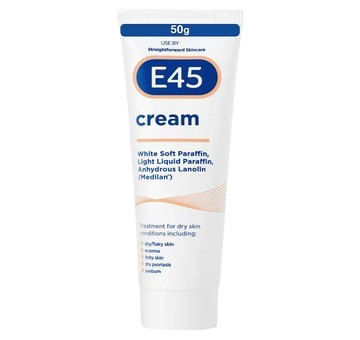 50g
USE BY
Straightforward Skincare
E45
cream
White Soft Paraffin,
Light Liquid Paraffin,
Anhydrous Lanolin
(Medilan®)
Treatment for dry skin
conditions including:
dry/flaky skin
eczema
itchy skin
dry psoriasis
sunburn